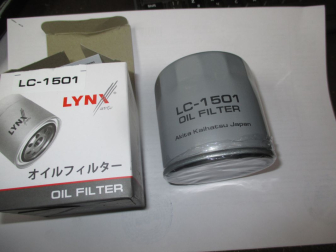 LC-1501
LYNX
オイルフィルター
OIL FILTER
LC-1501
OIL FILTER
Akita Kaihatsu Japan